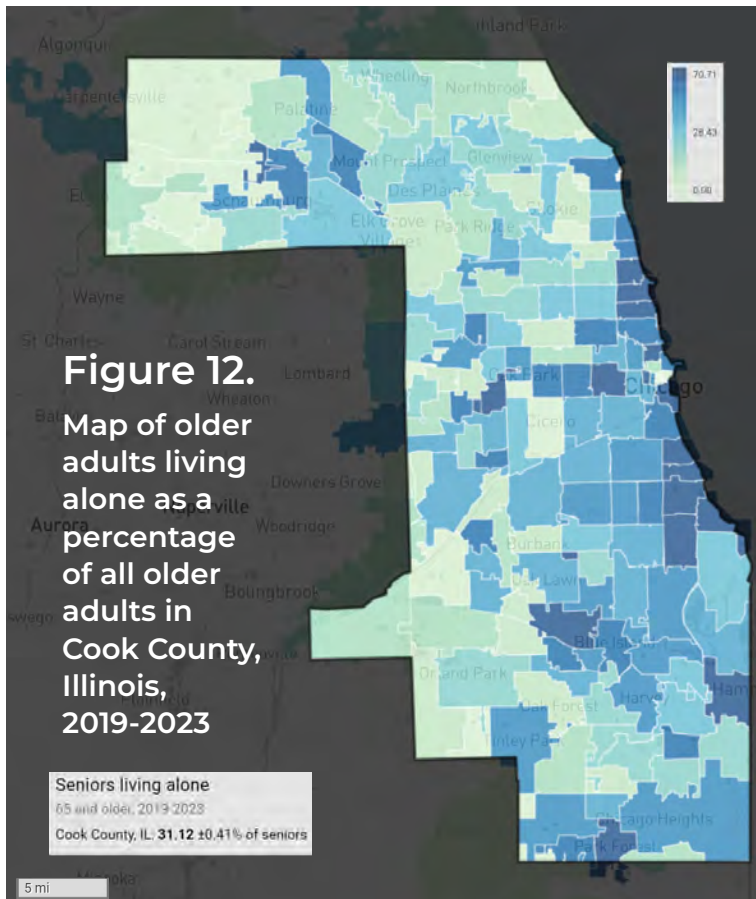 Highland Park
Algonquin
Carpentersville
Wheeling
Northbrook
Palatine
70.71
28.43
0.00
Mount Prospect
Glenview
Des Plaines
Schaumburg
Skokie
Elk Grove
Village
Park Ridge
Wayne
St. Charles
Carol Stream
Figure 12.
Lombard
Oak Park
Chicago
Wheaton
Map of older
adults living
alone as a
percentage
of all older
adults in
Cook County,
Illinois,
2019-2023
Cicero
Downers Grove
Naperville
Aurora
Woodridge
Burbank
Oak Lawn
Bolingbrook
Blue Island
Orland Park
Ham
Harvey
Oak Forest
Tinley Park
Chicago Heights
Park Forest
Seniors living alone
65 and older, 2019-2023
Cook County, IL: 31.12 ±0.41% of seniors
5 mi